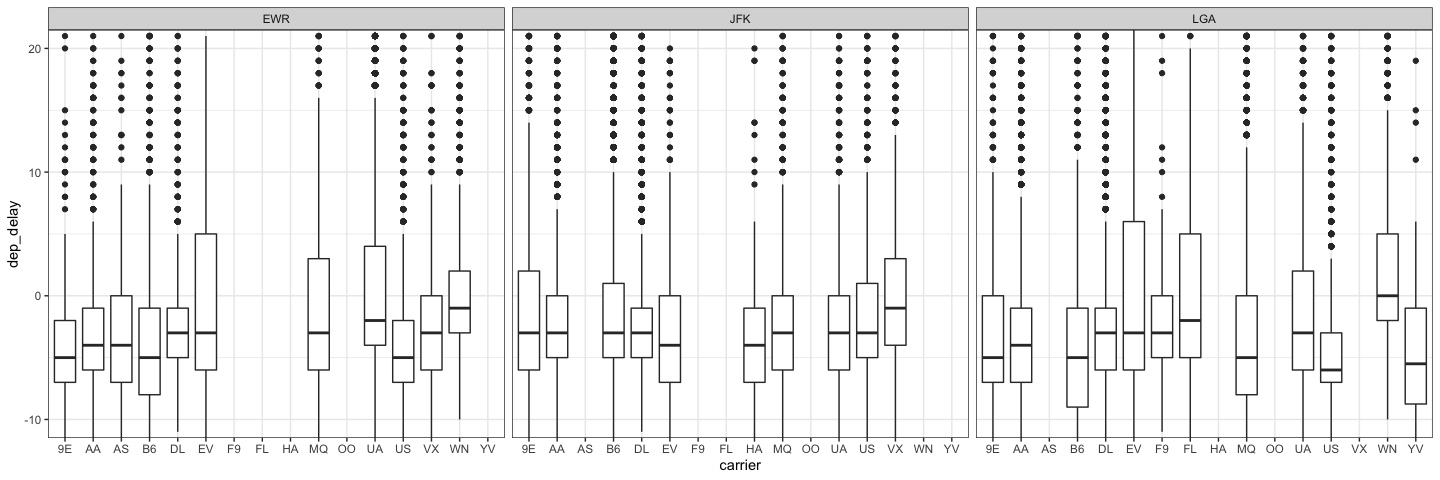 EWR JFK LGA
20
10
0
-10
dep_delay
9E AA AS B6 DL EV F9 FL HA MQ OO UA US VX WN YV 9E AA AS B6 DL EV F9 FL HA MQ OO UA US VX WN YV 9E AA AS B6 DL EV F9 FL HA MQ OO UA US VX WN YV
carrier